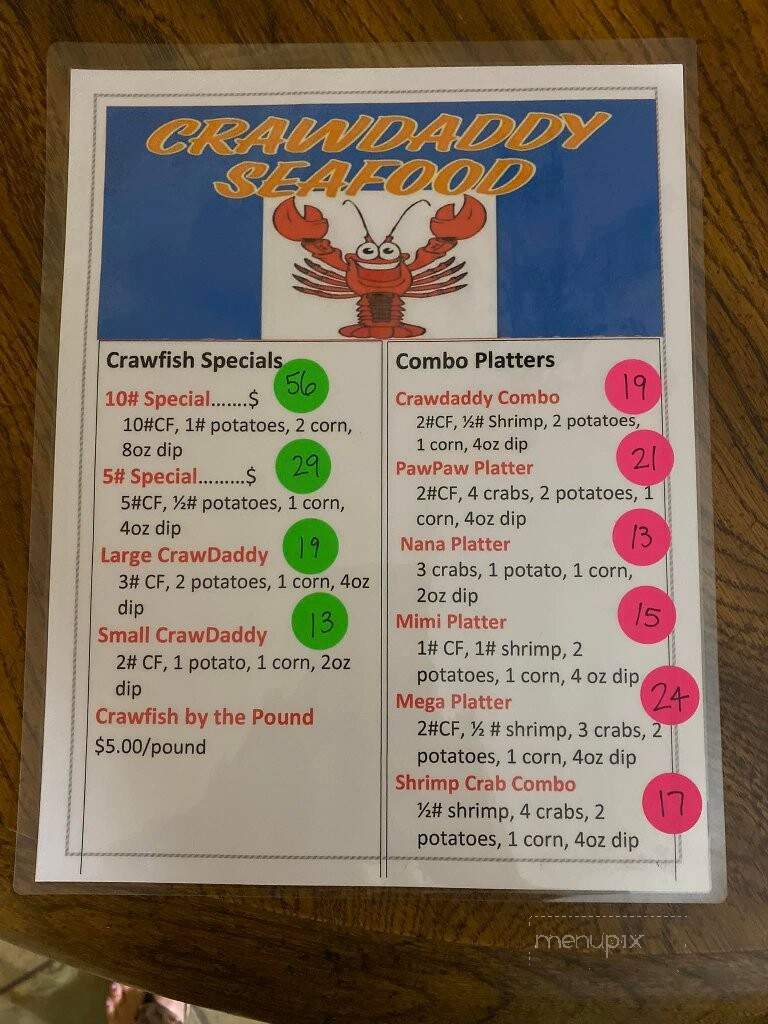 CRAWDADDY
SEAFOOD
Crawfish Specials
10# Special.......$ 56
10#CF, 1# potatoes, 2 corn,
8oz dip
5# Special.........$ 29
5#CF, ½# potatoes, 1 corn,
4oz dip
Large CrawDaddy 19
3# CF, 2 potatoes, 1 corn, 4oz
dip
Small CrawDaddy 13
2# CF, 1 potato, 1 corn, 2oz
dip
Crawfish by the Pound
$5.00/pound
Combo Platters
Crawdaddy Combo 19
2#CF, ½# Shrimp, 2 potatoes,
1 corn, 4oz dip
PawPaw Platter 21
2#CF, 4 crabs, 2 potatoes, 1
corn, 4oz dip
Nana Platter 13
3 crabs, 1 potato, 1 corn,
2oz dip
Mimi Platter 15
1# CF, 1# shrimp, 2
potatoes, 1 corn, 4 oz dip
Mega Platter 24
2#CF, ½ # shrimp, 3 crabs, 2
potatoes, 1 corn, 4oz dip
Shrimp Crab Combo 17
½# shrimp, 4 crabs, 2
potatoes, 1 corn, 4oz dip
menupix